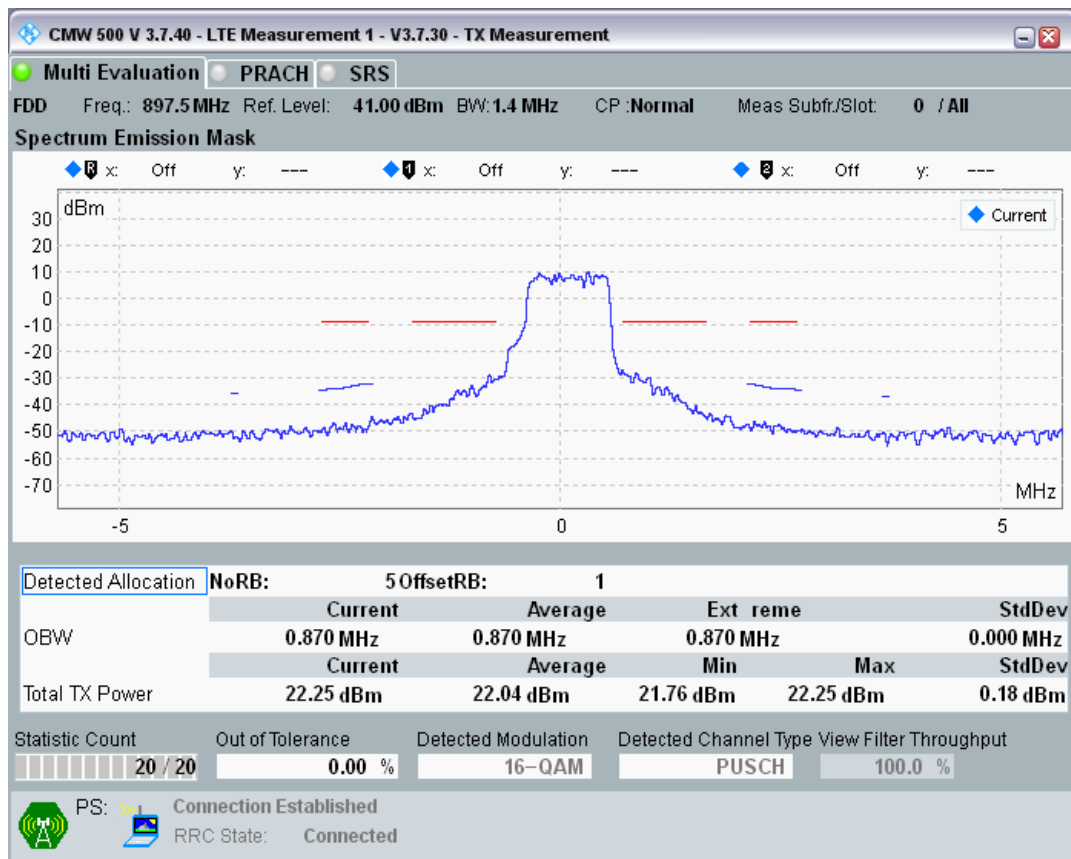 CMW 500 V 3.7.40 - LTE Measurement 1 - V3.7.30 - TX Measurement
Multi Evaluation PRACH SRS
FDD Freq.: 897.5 MHz Ref. Level: 41.00 dBm BW: 1.4 MHz CP :Normal Meas Subfr./Slot: 0 / All
Spectrum Emission Mask
R x: Off y: --- 1 x: Off y: --- 2 x: Off y: ---
dBm
Current
30
20
10
0
-10
-20
-30
-40
-50
-60
-70
MHz
-5 0 5
Detected Allocation NoRB: 5 OffsetRB: 1
Current Average Ext reme StdDev
OBW 0.870 MHz 0.870 MHz 0.870 MHz 0.000 MHz
Current Average Min Max StdDev
Total TX Power 22.25 dBm 22.04 dBm 21.76 dBm 22.25 dBm 0.18 dBm
Statistic Count Out of Tolerance Detected Modulation Detected Channel Type View Filter Throughput
20 / 20 0.00 % 16-QAM PUSCH 100.0 %
PS: Connection Established
RRC State: Connected